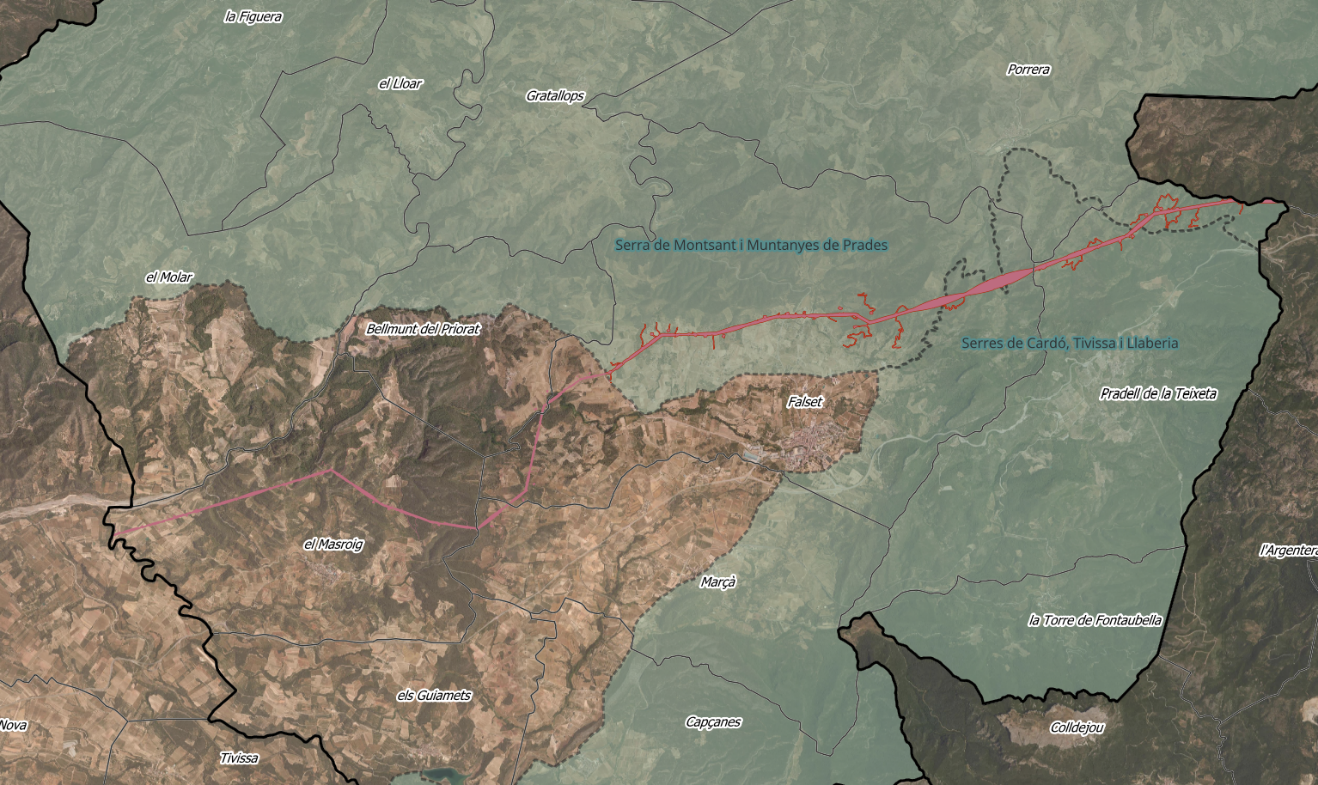 la Figuera
el Lloar
Gratallops
Porrera
Serra de Montsant i Muntanyes de Prades
el Molar
Bellmunt del Priorat
Serres de Cardó, Tivissa i Llaberia
Pradell de la Teixeta
Falset
el Masroig
l'Argentera
Marçà
la Torre de Fontaubella
els Guiamets
Capçanes
Nova
Colldejou
Tivissa